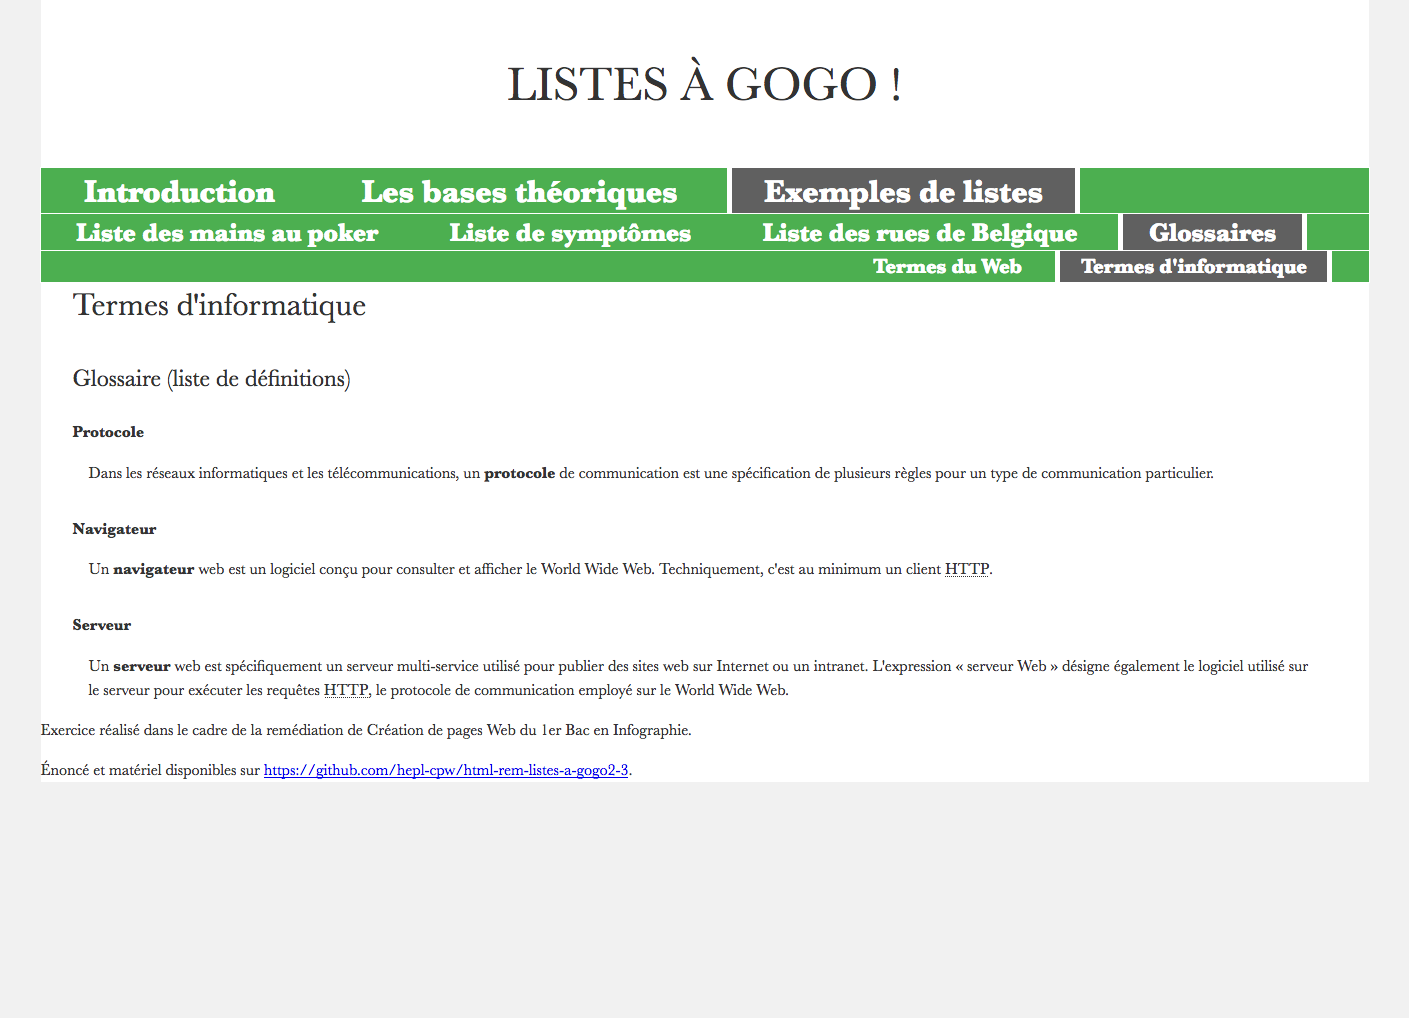 LISTES À GOGO !
Introduction Les bases théoriques Exemples de listes
Liste des mains au poker Liste de symptômes Liste des rues de Belgique Glossaires
Termes du Web Termes d'informatique
Termes d'informatique
Glossaire (liste de définitions)
Protocole
Dans les réseaux informatiques et les télécommunications, un protocole de communication est une spécification de plusieurs règles pour un type de communication particulier.
Navigateur
Un navigateur web est un logiciel conçu pour consulter et afficher le World Wide Web. Techniquement, c'est au minimum un client HTTP.
Serveur
Un serveur web est spécifiquement un serveur multi-service utilisé pour publier des sites web sur Internet ou un intranet. L'expression « serveur Web » désigne également le logiciel utilisé sur
le serveur pour exécuter les requêtes HTTP, le protocole de communication employé sur le World Wide Web.
Exercice réalisé dans le cadre de la remédiation de Création de pages Web du 1er Bac en Infographie.
Énoncé et matériel disponibles sur https://github.com/hepl-cpw/html-rem-listes-a-gogo2-3.